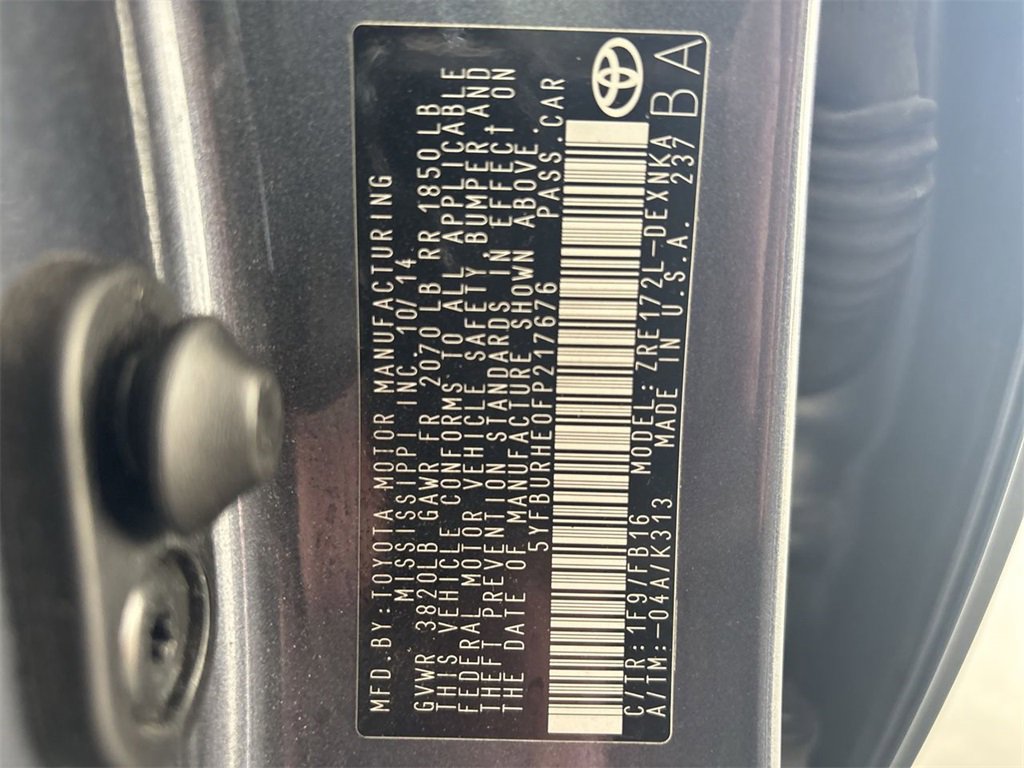 MFD.BY:TOYOTA MOTOR MANUFACTURING
MISSISSIPPI INC. 10/14
GVWR 3820LB GAWR FR 2070 LB RR 1850LB
THIS VEHICLE CONFORMS TO ALL APPLICABLE
FEDERAL MOTOR VEHICLE SAFETY, BUMPER AND
THEFT PREVENTION STANDARDS IN EFFECT ON
THE DATE OF MANUFACTURE SHOWN ABOVE.
5YFBURHE0FP217676 PASS.CAR
C/TR:1F9/FB16 MODEL:ZRE172L-DEXNKA
A/TM:-04A/K313 MADE IN U.S.A. 237
BA